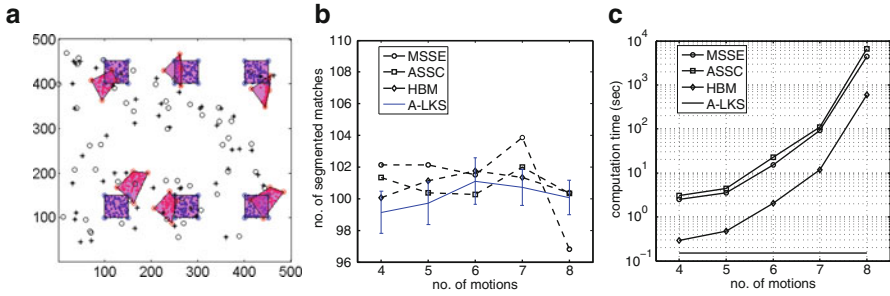 a
500
400
300
200
100
100 200 300 400 500
b
110
108
106
104
102
100
98
96
4 5 6 7 8
no. of segmented matches
no. of motions
MSSE
ASSC
HBM
A-LKS
c
10^4
10^3
10^2
10^1
10^0
10^-1
4 5 6 7 8
computation time (sec)
no. of motions
MSSE
ASSC
HBM
A-LKS